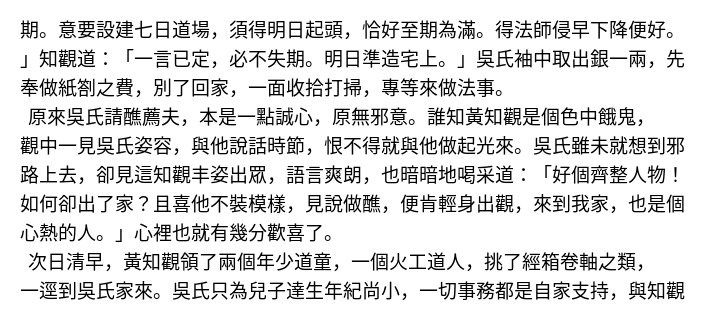 期。意要設建七日道場，須得明日起頭，恰好至期為滿。得法師侵早下降便好。
」知觀道：「一言已定，必不失期。明日準造宅上。」吳氏袖中取出銀一兩，先
奉做紙劄之費，別了回家，一面收拾打掃，專等來做法事。
原來吳氏請醮薦夫，本是一點誠心，原無邪意。誰知黃知觀是個色中餓鬼，
觀中一見吳氏姿容，與他說話時節，恨不得就與他做起光來。吳氏雖未就想到邪
路上去，卻見這知觀丰姿出眾，語言爽朗，也暗暗地喝采道：「好個齊整人物！
如何卻出了家？且喜他不裝模樣，見說做醮，便肯輕身出觀，來到我家，也是個
心熱的人。」心裡也就有幾分歡喜了。
次日清早，黃知觀領了兩個年少道童，一個火工道人，挑了經箱卷軸之類，
一逕到吳氏家來。吳氏只為兒子達生年紀尚小，一切事務都是自家支持，與知觀